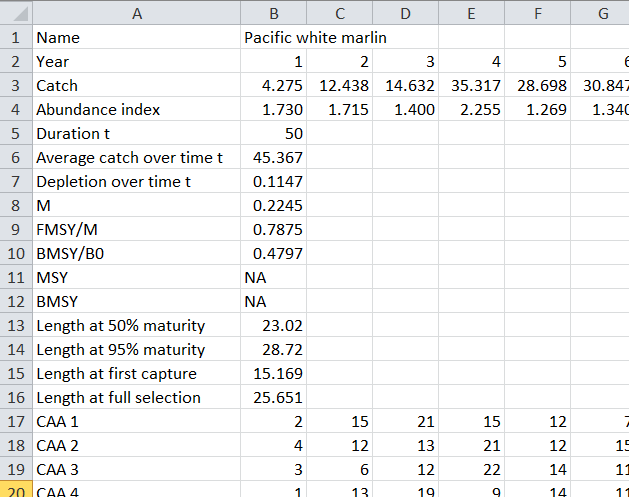 A B C D E F G
1 Name Pacific white marlin
2 Year 1 2 3 4 5
3 Catch 4.275 12.438 14.632 35.317 28.698 30.847
4 Abundance index 1.730 1.715 1.400 2.255 1.269 1.340
5 Duration t 50
6 Average catch over time t 45.367
7 Depletion over time t 0.1147
8 M 0.2245
9 FMSY/M 0.7875
10 BMSY/B0 0.4797
11 MSY NA
12 BMSY NA
13 Length at 50% maturity 23.02
14 Length at 95% maturity 28.72
15 Length at first capture 15.169
16 Length at full selection 25.651
17 CAA 1 2 15 21 15 12
18 CAA 2 4 12 13 21 12 15
19 CAA 3 3 6 12 22 14 11
20 CAA 4 1 13 19 9 14 11